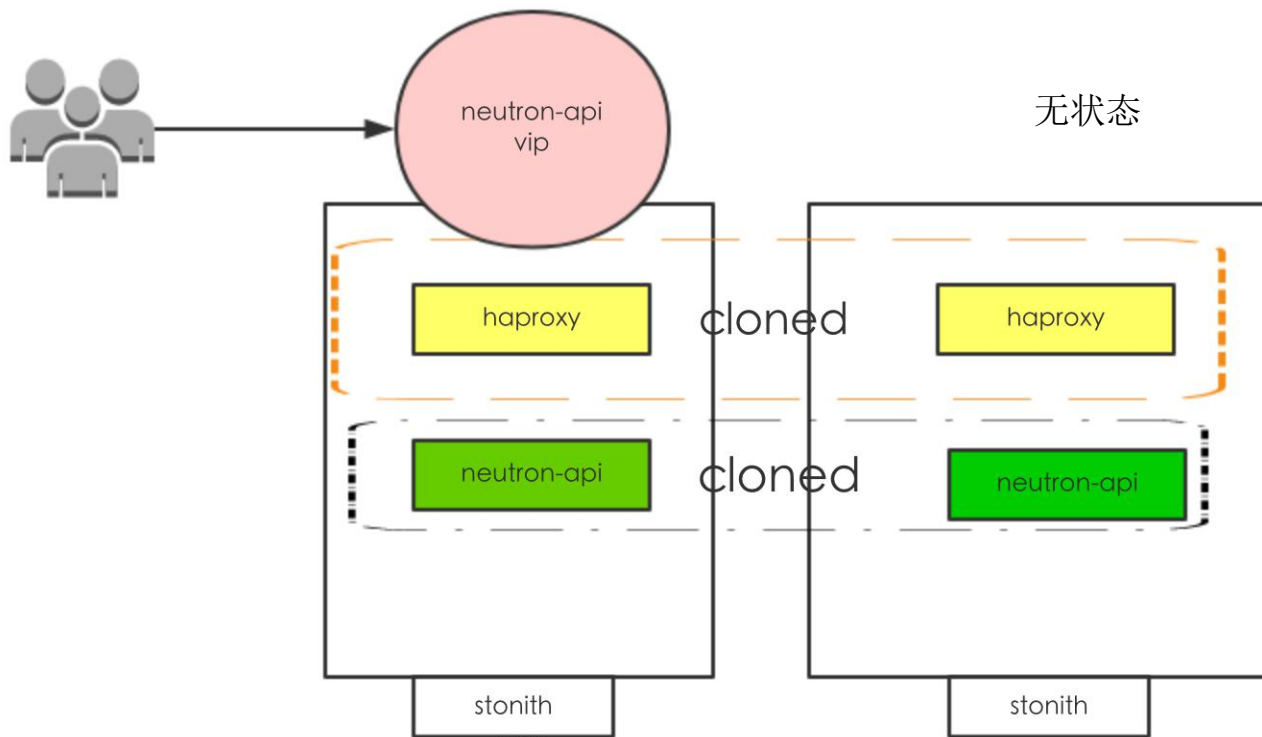 neutron-api
vip
无状态
haproxy
cloned
haproxy
neutron-api
cloned
neutron-api
stonith
stonith